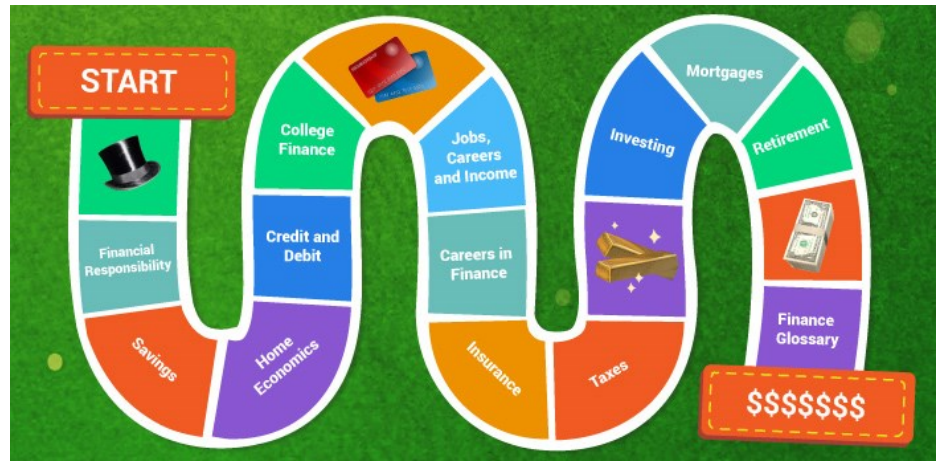 START
Financial
Responsibility
Savings
Home
Economics
Credit and
Debit
College
Finance
Jobs,
Careers
and Income
Careers in
Finance
Insurance
Taxes
Investing
Mortgages
Retirement
Finance
Glossary
$$$$$$$